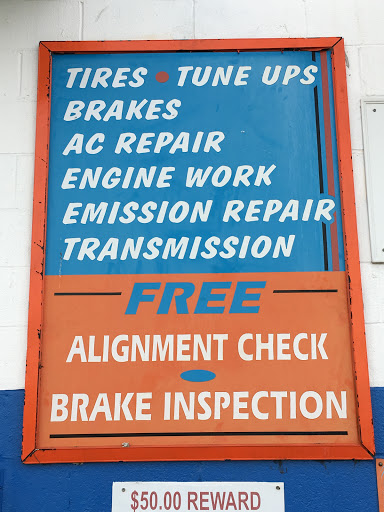 TIRES • TUNE UPS
BRAKES
AC REPAIR
ENGINE WORK
EMISSION REPAIR
TRANSMISSION
FREE
ALIGNMENT CHECK
BRAKE INSPECTION
$50.00 REWARD